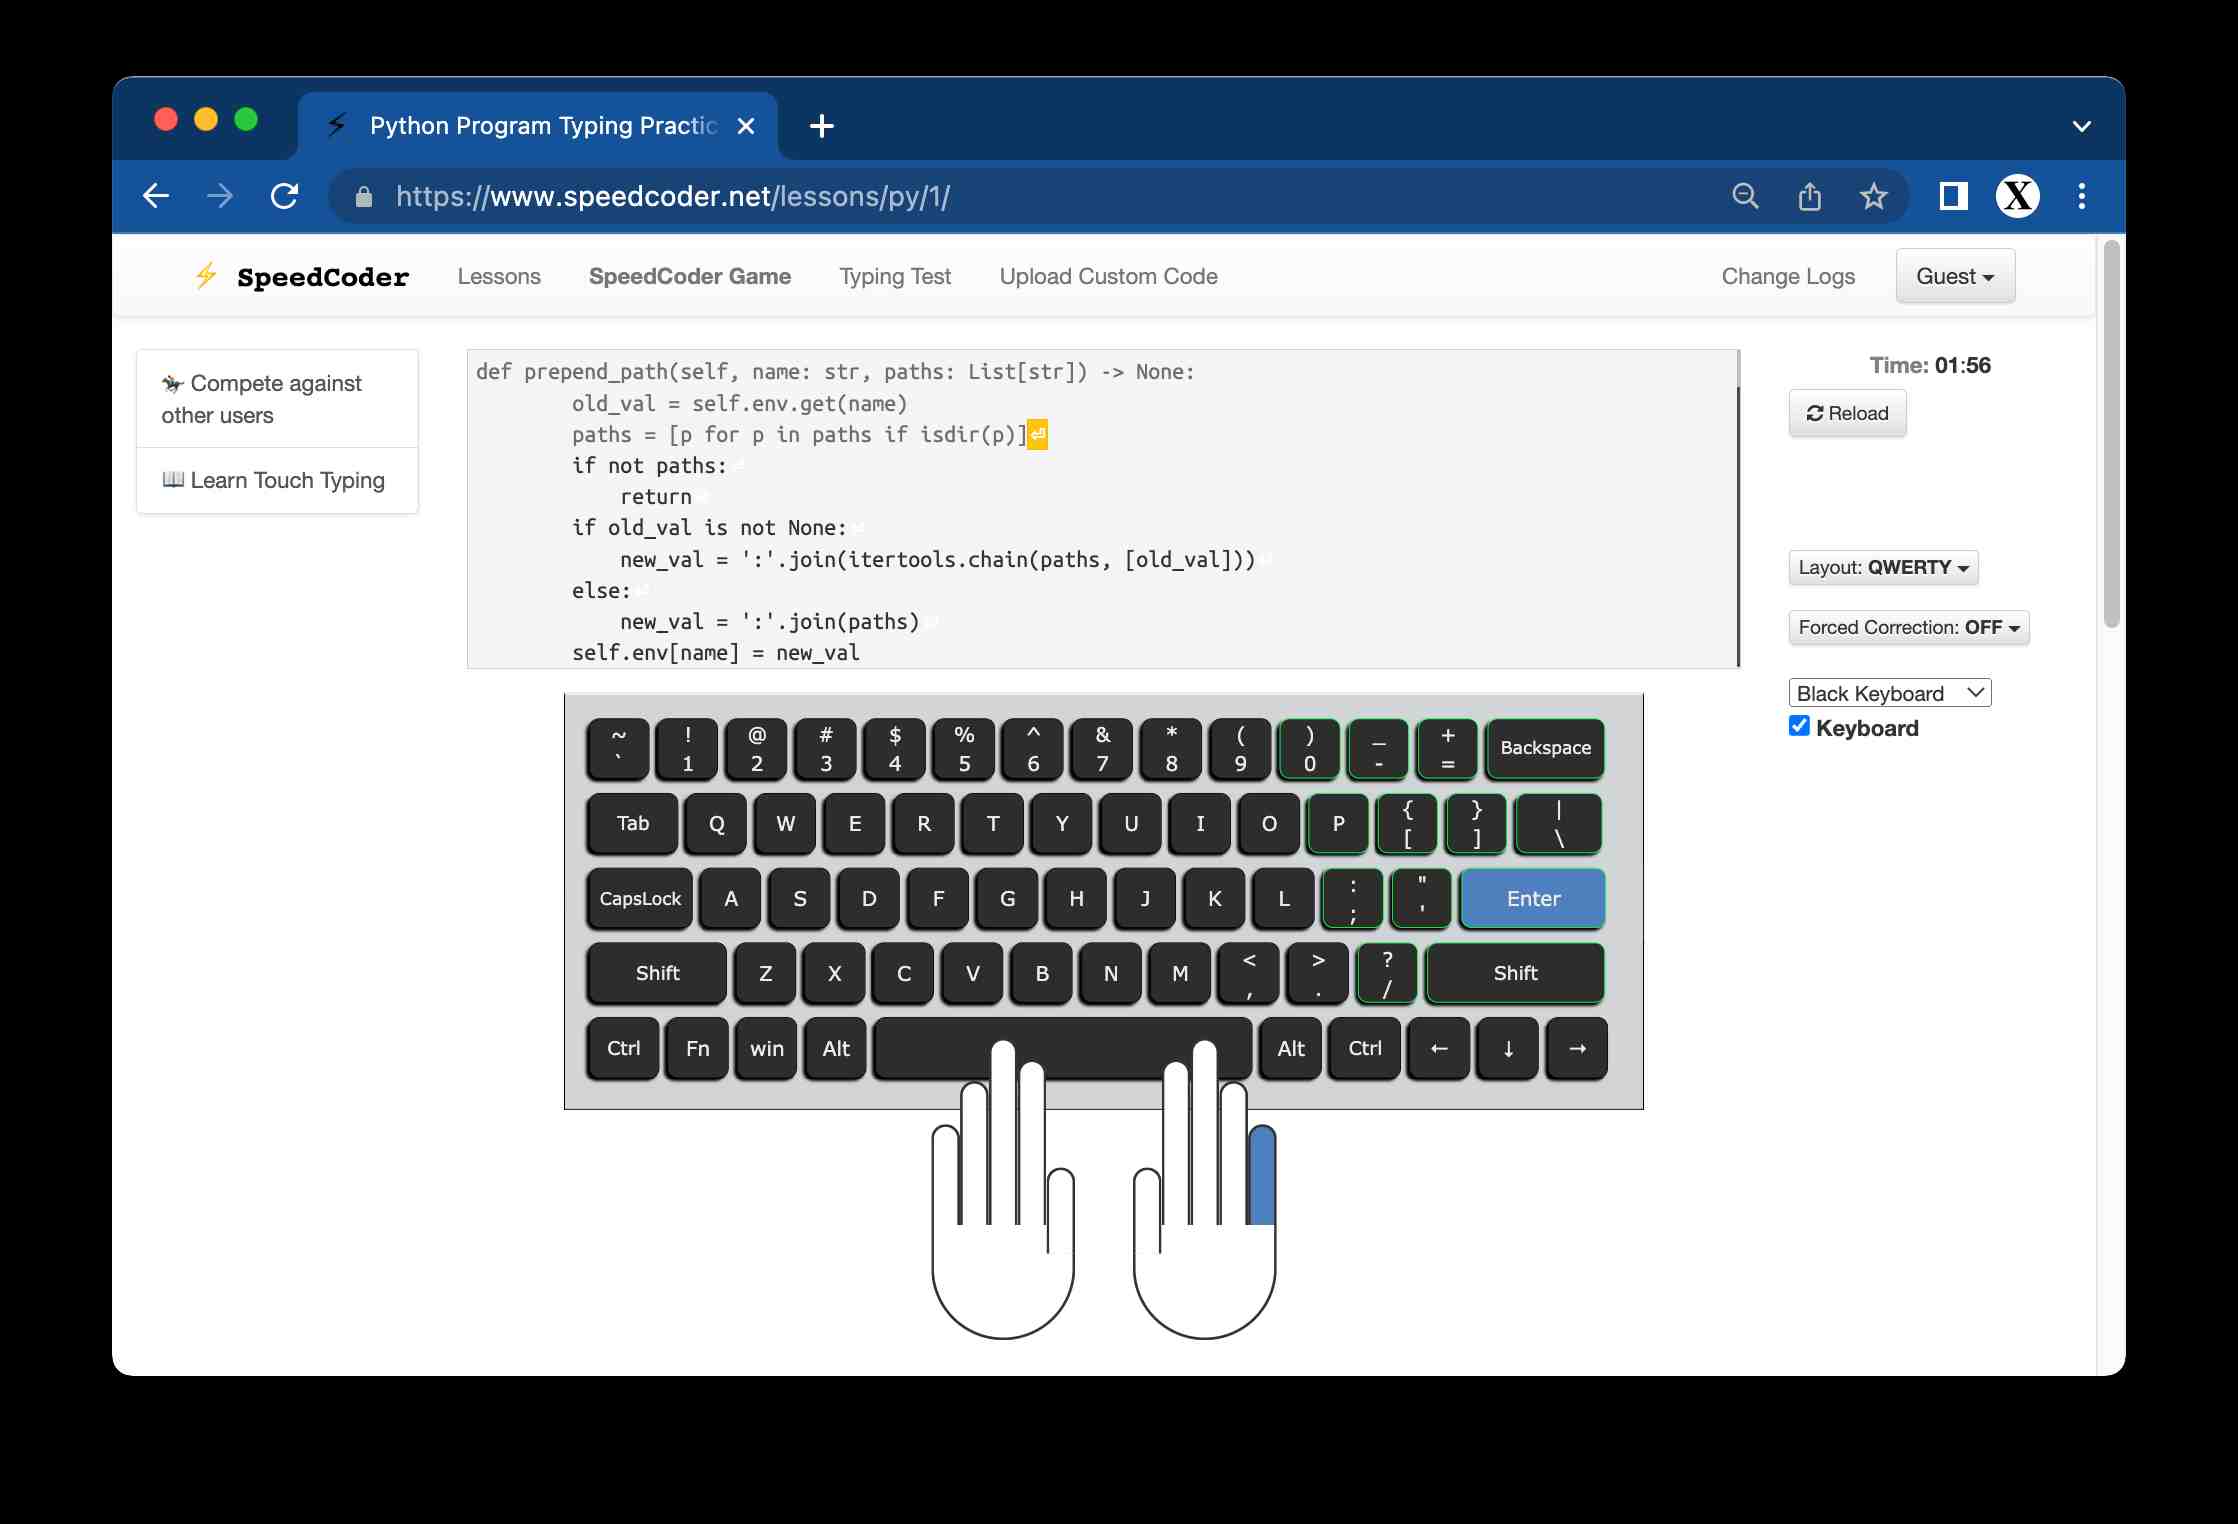 Python Program Typing Practic
https://www.speedcoder.net/lessons/py/1/
X
SpeedCoder Lessons SpeedCoder Game Typing Test Upload Custom Code Change Logs Guest
Compete against
other users
Learn Touch Typing
def prepend_path(self, name: str, paths: List[str]) -> None:
old_val = self.env.get(name)
paths = [p for p in paths if isdir(p)]⏎
if not paths:⏎
return⏎
if old_val is not None:⏎
new_val = ':'.join(itertools.chain(paths, [old_val]))⏎
else:⏎
new_val = ':'.join(paths)⏎
self.env[name] = new_val
Time: 01:56
Reload
Layout: QWERTY
Forced Correction: OFF
Black Keyboard
Keyboard
~ ! @ # $ % ^ & * ( ) _ +
` 1 2 3 4 5 6 7 8 9 0 - = Backspace
Tab Q W E R T Y U I O P { [ } ] | \
CapsLock A S D F G H J K L : ; " ' Enter
Shift Z X C V B N M < , > . ? / Shift
Ctrl Fn win Alt Alt Ctrl ← ↓ →